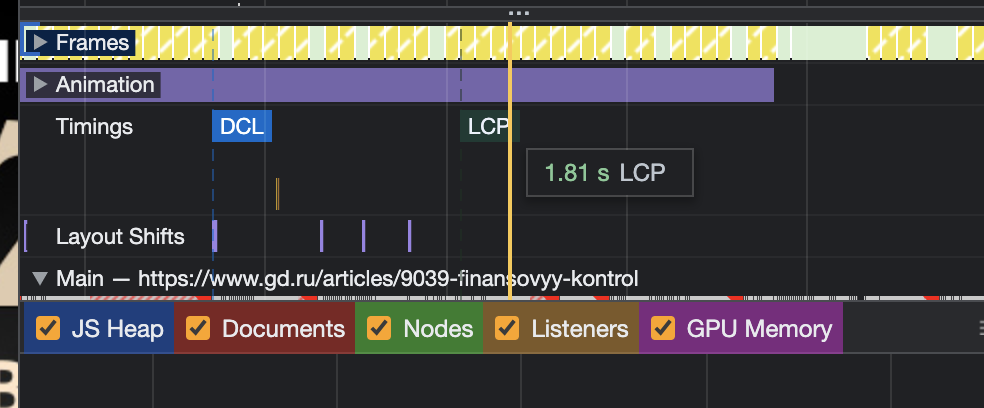 Frames
Animation
Timings DCL LCP
1.81 s LCP
Layout Shifts
Main — https://www.gd.ru/articles/9039-finansovyy-kontrol
JS Heap Documents Nodes Listeners GPU Memory